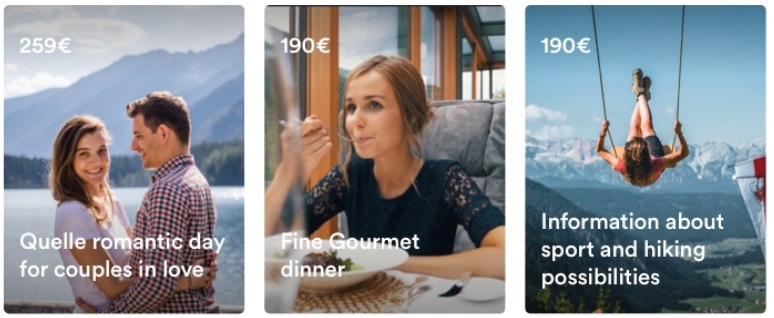 259€
Quelle romantic day
for couples in love
190€
Fine Gourmet
dinner
190€
Information about
sport and hiking
possibilities